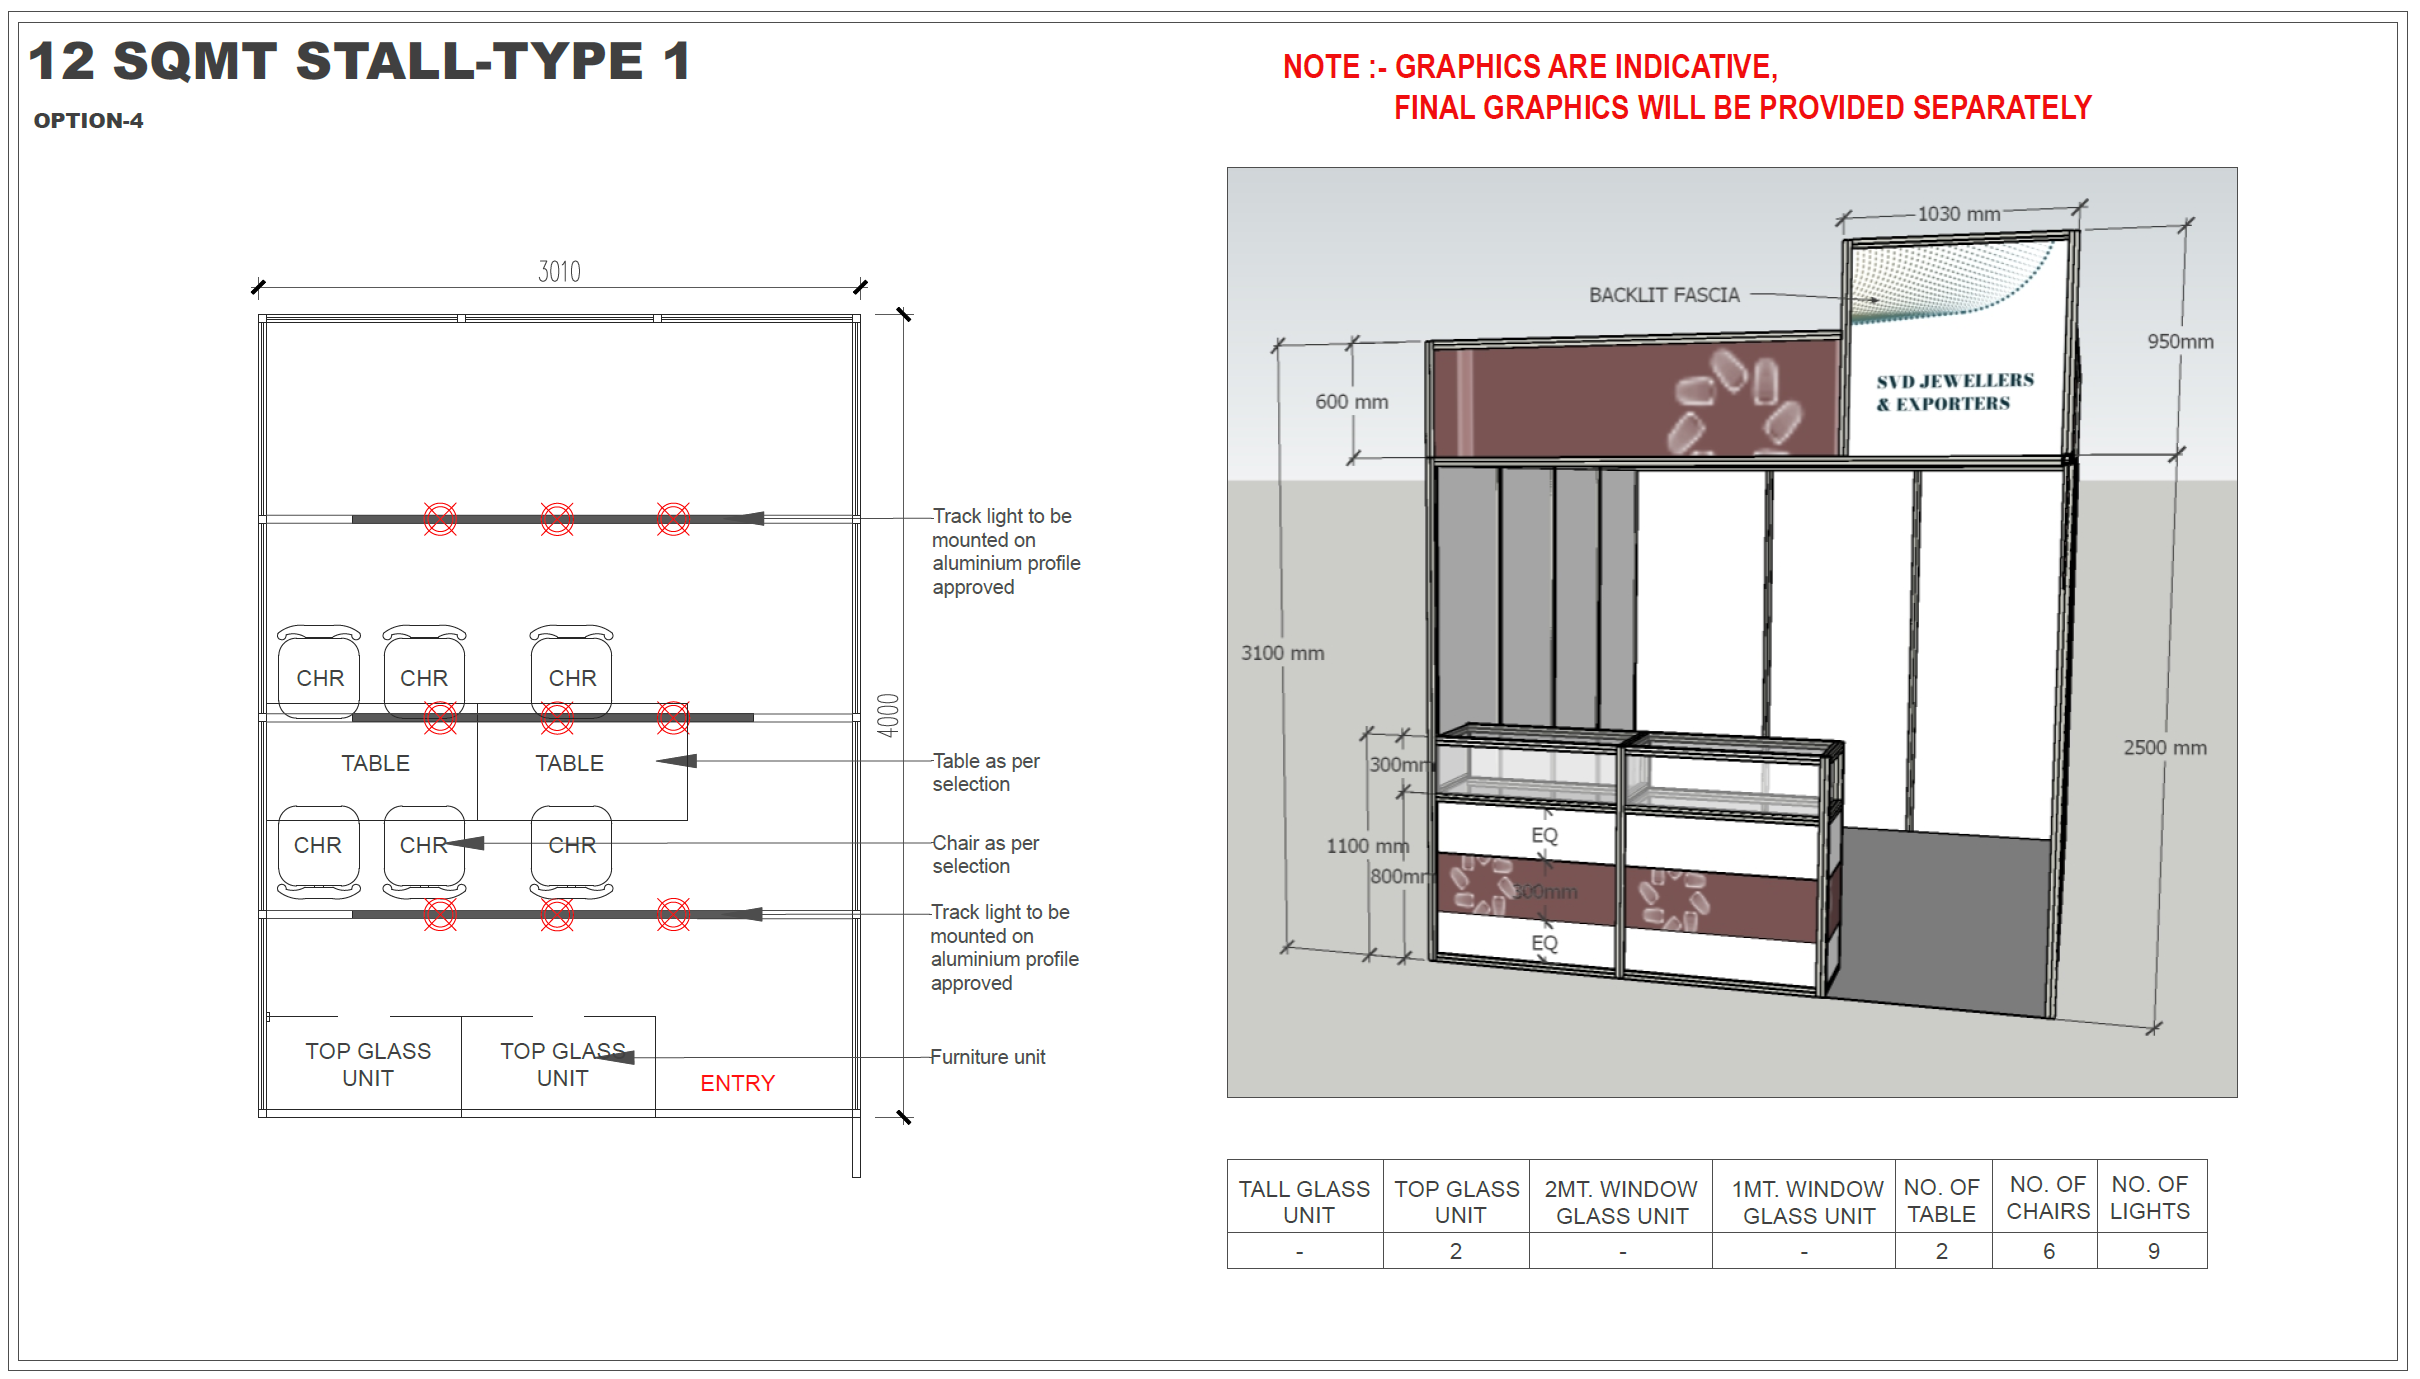 12 SQMT STALL-TYPE 1
OPTION-4
NOTE :- GRAPHICS ARE INDICATIVE,
FINAL GRAPHICS WILL BE PROVIDED SEPARATELY
3010
4000
Track light to be
mounted on
aluminium profile
approved
CHR CHR CHR
TABLE TABLE
Table as per
selection
CHR CHR CHR
Chair as per
selection
Track light to be
mounted on
aluminium profile
approved
TOP GLASS
UNIT
TOP GLASS
UNIT
Furniture unit
ENTRY
1030 mm
BACKLIT FASCIA
950mm
SVD JEWELLERS
& EXPORTERS
600 mm
3100 mm
2500 mm
300mm
1100 mm
800mm
EQ
300mm
EQ
TALL GLASS
UNIT
TOP GLASS
UNIT
2MT. WINDOW
GLASS UNIT
1MT. WINDOW
GLASS UNIT
NO. OF
TABLE
NO. OF
CHAIRS
NO. OF
LIGHTS
- 2 - - 2 6 9